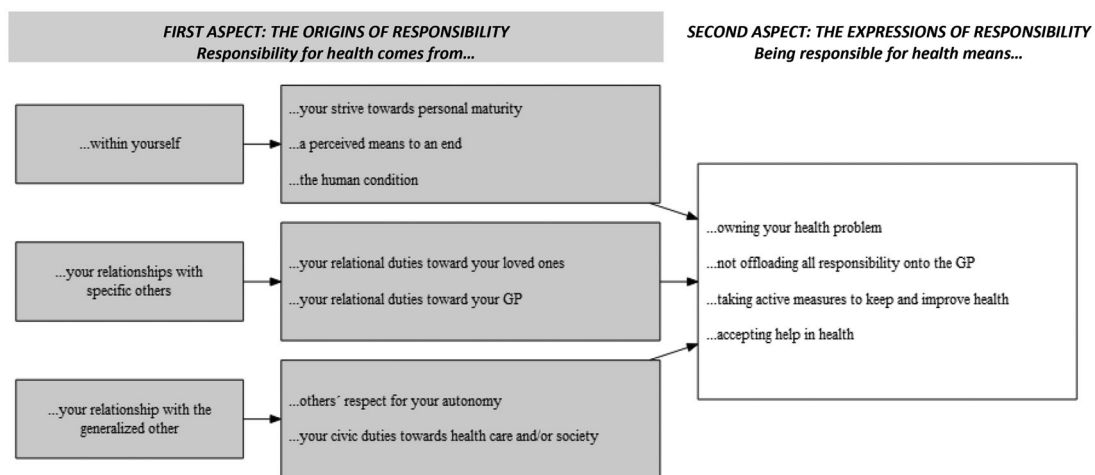 FIRST ASPECT: THE ORIGINS OF RESPONSIBILITY
Responsibility for health comes from...
SECOND ASPECT: THE EXPRESSIONS OF RESPONSIBILITY
Being responsible for health means...
...within yourself
...your strive towards personal maturity
...a perceived means to an end
...the human condition
...your relationships with
specific others
...your relational duties toward your loved ones
...your relational duties toward your GP
...your relationship with the
generalized other
...others´ respect for your autonomy
...your civic duties towards health care and/or society
...owning your health problem
...not offloading all responsibility onto the GP
...taking active measures to keep and improve health
...accepting help in health